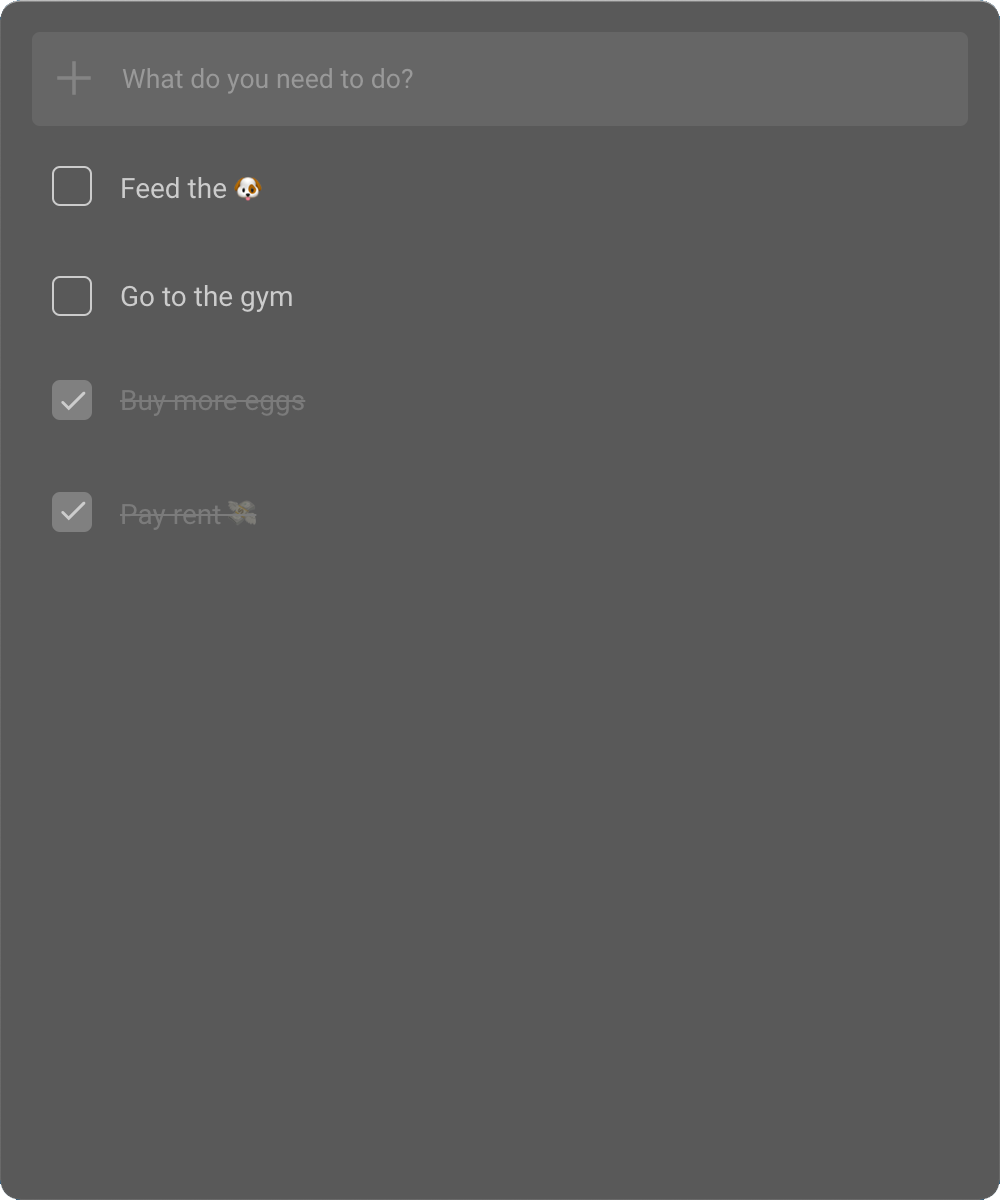 What do you need to do?
Feed the 🐶
Go to the gym
Buy more eggs
Pay rent 💸